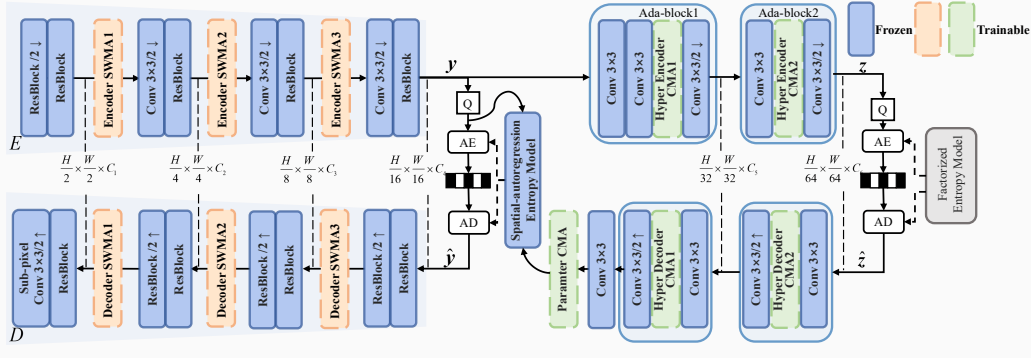 ResBlock /2 ↓
ResBlock
Encoder SWMA1
Conv 3×3/2 ↓
ResBlock
Encoder SWMA2
Conv 3×3/2 ↓
ResBlock
Encoder SWMA3
Conv 3×3/2 ↓
ResBlock
E
y
Q
AE
AD
ŷ
Spatial-autoregression
Entropy Model
Ada-block1
Conv 3×3
Conv 3×3
Hyper Encoder
CMA1
Conv 3×3/2 ↓
Ada-block2
Conv 3×3
Hyper Encoder
CMA2
Conv 3×3/2 ↓
Frozen
Trainable
z
Q
AE
AD
ẑ
Factorized
Entropy Model
H/2 × W/2 × C₁
H/4 × W/4 × C₂
H/8 × W/8 × C₃
H/16 × W/16 × C
H/32 × W/32 × C₅
H/64 × W/64 × C
Sub-pixel
Conv 3×3/2 ↑
ResBlock
Decoder SWMA1
ResBlock /2 ↑
ResBlock
Decoder SWMA2
ResBlock /2 ↑
ResBlock
Decoder SWMA3
ResBlock /2 ↑
ResBlock
D
Paramter CMA
Conv 3×3
Conv 3×3/2 ↑
Hyper Decoder
CMA1
Conv 3×3
Conv 3×3/2 ↑
Hyper Decoder
CMA2
Conv 3×3